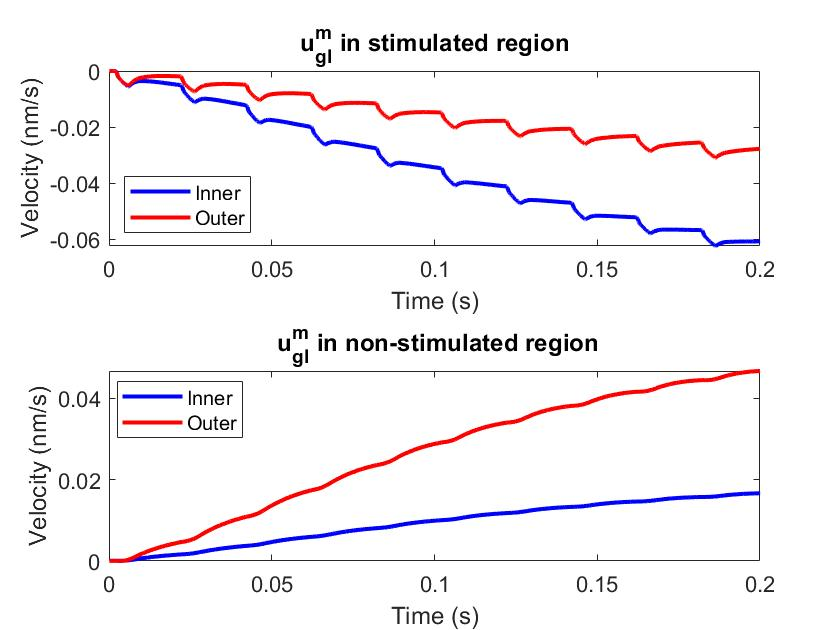 u_gl^m in stimulated region
Velocity (nm/s)
0
-0.02
-0.04
-0.06
Inner
Outer
0 0.05 0.1 0.15 0.2
Time (s)
u_gl^m in non-stimulated region
Velocity (nm/s)
0.04
0.02
0
Inner
Outer
0 0.05 0.1 0.15 0.2
Time (s)